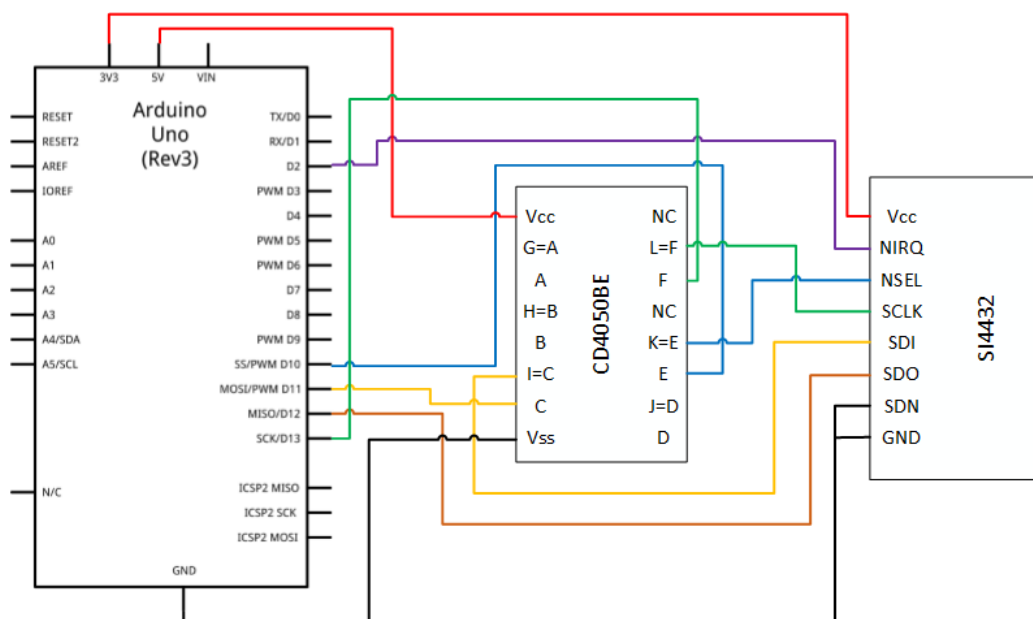 3V3
5V
VIN
Arduino
Uno
(Rev3)
RESET
RESET2
AREF
IOREF
A0
A1
A2
A3
A4/SDA
A5/SCL
N/C
TX/D0
RX/D1
D2
PWM D3
D4
PWM D5
PWM D6
D7
D8
PWM D9
SS/PWM D10
MOSI/PWM D11
MISO/D12
SCK/D13
ICSP2 MISO
ICSP2 SCK
ICSP2 MOSI
GND
Vcc
G=A
A
H=B
B
I=C
C
Vss
CD4050BE
NC
L=F
F
NC
K=E
E
J=D
D
Vcc
NIRQ
NSEL
SCLK
SDI
SDO
SDN
GND
SI4432